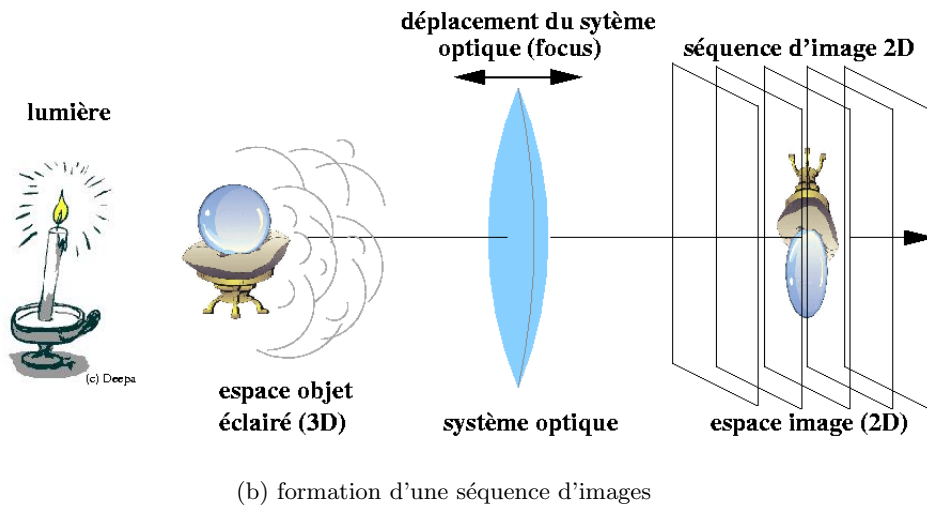 déplacement du sytème
optique (focus)
séquence d'image 2D
lumière
(c) Deepa
espace objet
éclairé (3D)
système optique
espace image (2D)
(b) formation d'une séquence d'images